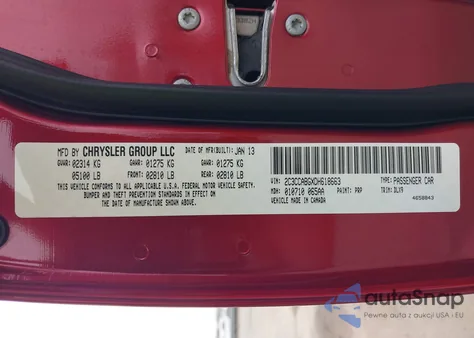 MFD BY CHRYSLER GROUP LLC DATE OF MFR(BUILT): JAN 13
GVWR: 02314 KG GAWR: 01275 KG GAWR: 01275 KG
05100 LB FRONT: 02810 LB REAR: 02810 LB
THIS VEHICLE CONFORMS TO ALL APPLICABLE U.S.A. FEDERAL MOTOR VEHICLE SAFETY,
BUMPER AND THEFT PREVENTION STANDARDS IN EFFECT ON
THE DATE OF MANUFACTURE SHOWN ABOVE.
VIN: 2C3CCABGXDH618663 TYPE: PASSENGER CAR
MDH: 010710 065AA PAINT: PRP TRIM: DLX9
VEHICLE MADE IN CANADA 4658843
autoSnap
Pewne auta z aukcji USA i EU